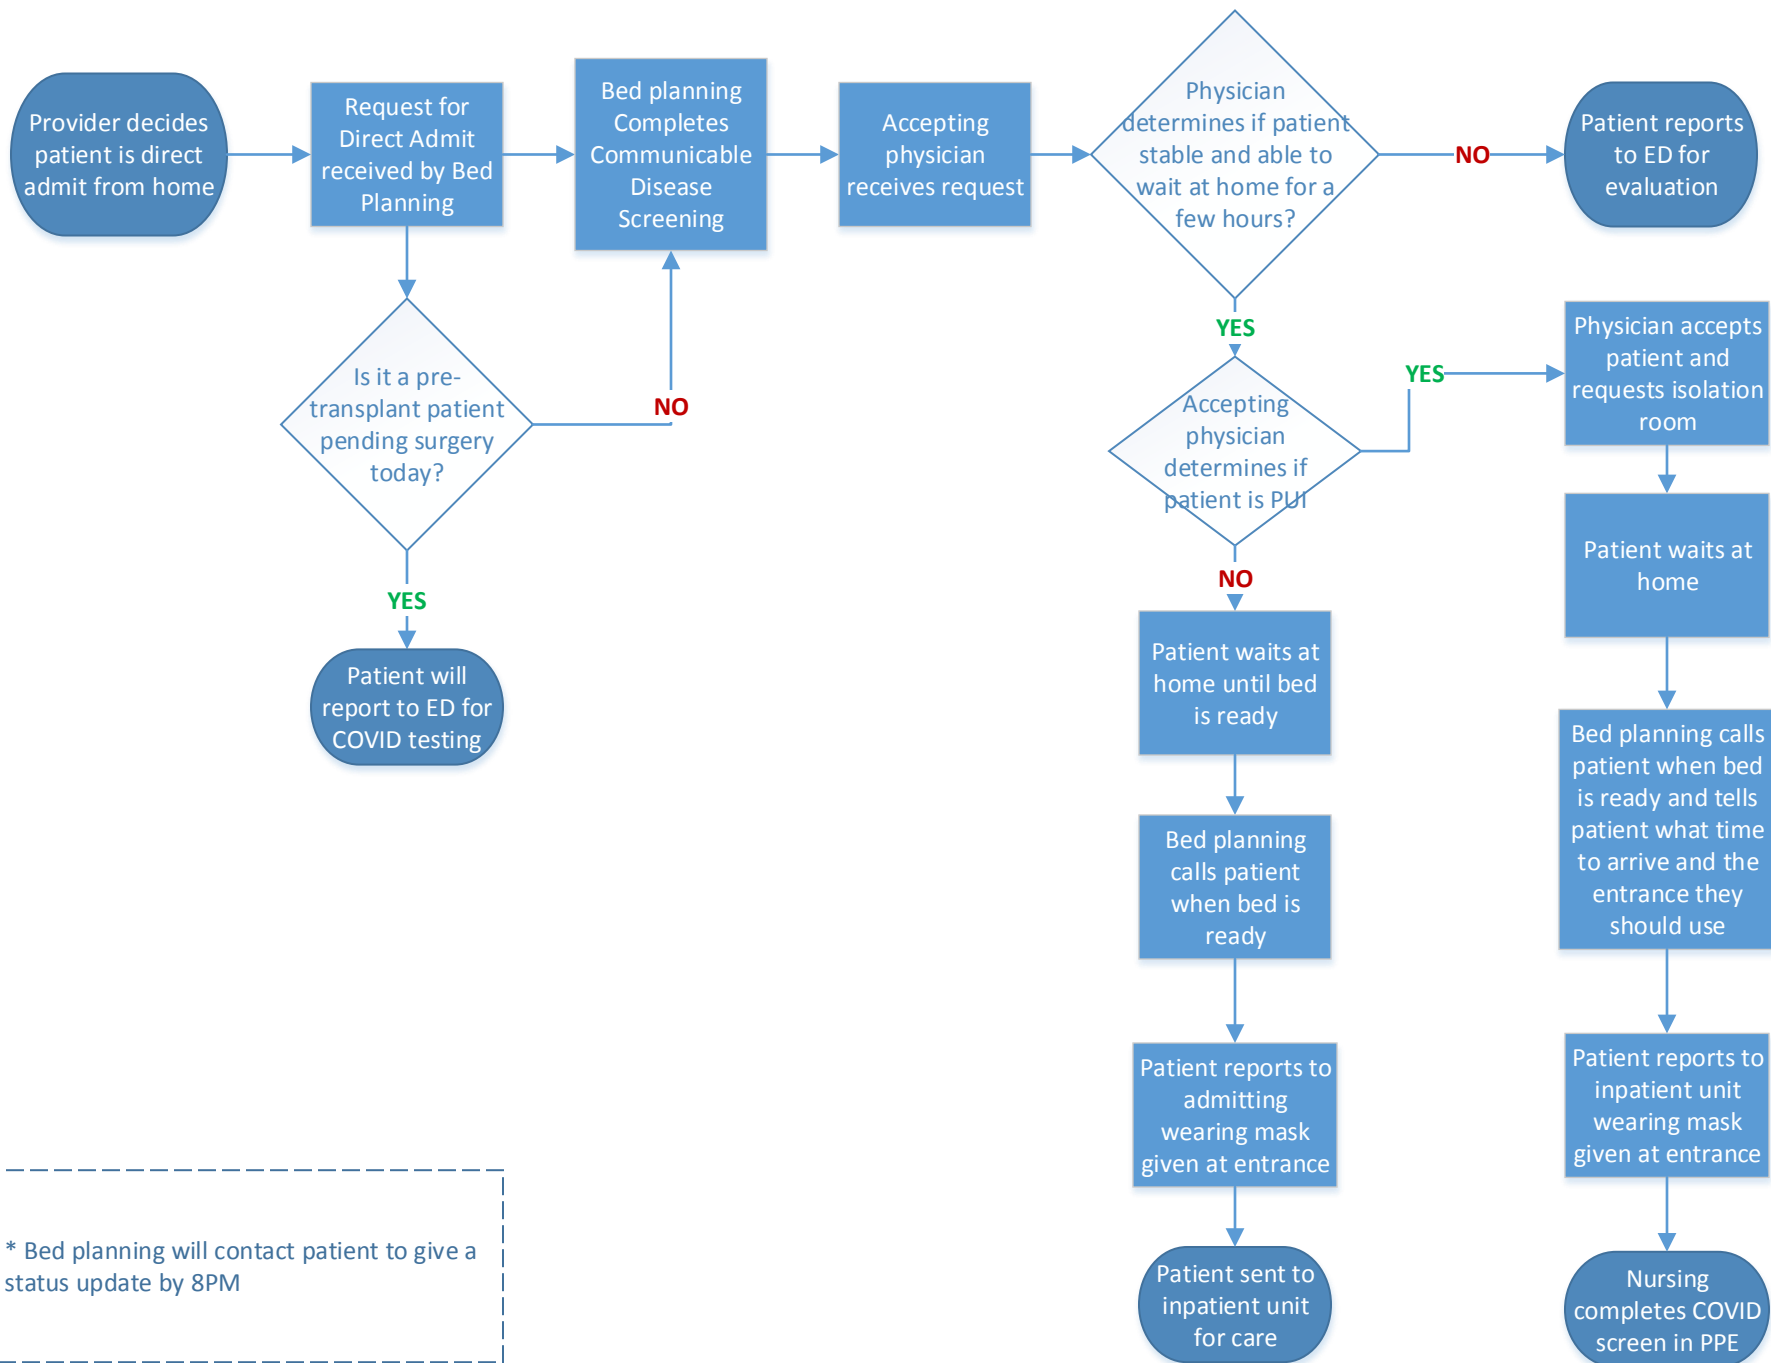 Provider decides
patient is direct
admit from home
Request for
Direct Admit
received by Bed
Planning
Bed planning
Completes
Communicable
Disease
Screening
Accepting
physician
receives request
Physician
determines if patient
stable and able to
wait at home for a
few hours?
NO
Patient reports
to ED for
evaluation
Is it a pre-
transplant patient
pending surgery
today?
NO
YES
Patient will
report to ED for
COVID testing
YES
Accepting
physician
determines if
patient is PUI
YES
Physician accepts
patient and
requests isolation
room
Patient waits at
home
Bed planning calls
patient when bed
is ready and tells
patient what time
to arrive and the
entrance they
should use
Patient reports to
inpatient unit
wearing mask
given at entrance
Nursing
completes COVID
screen in PPE
NO
Patient waits at
home until bed
is ready
Bed planning
calls patient
when bed is
ready
Patient reports to
admitting
wearing mask
given at entrance
Patient sent to
inpatient unit
for care
* Bed planning will contact patient to give a
status update by 8PM